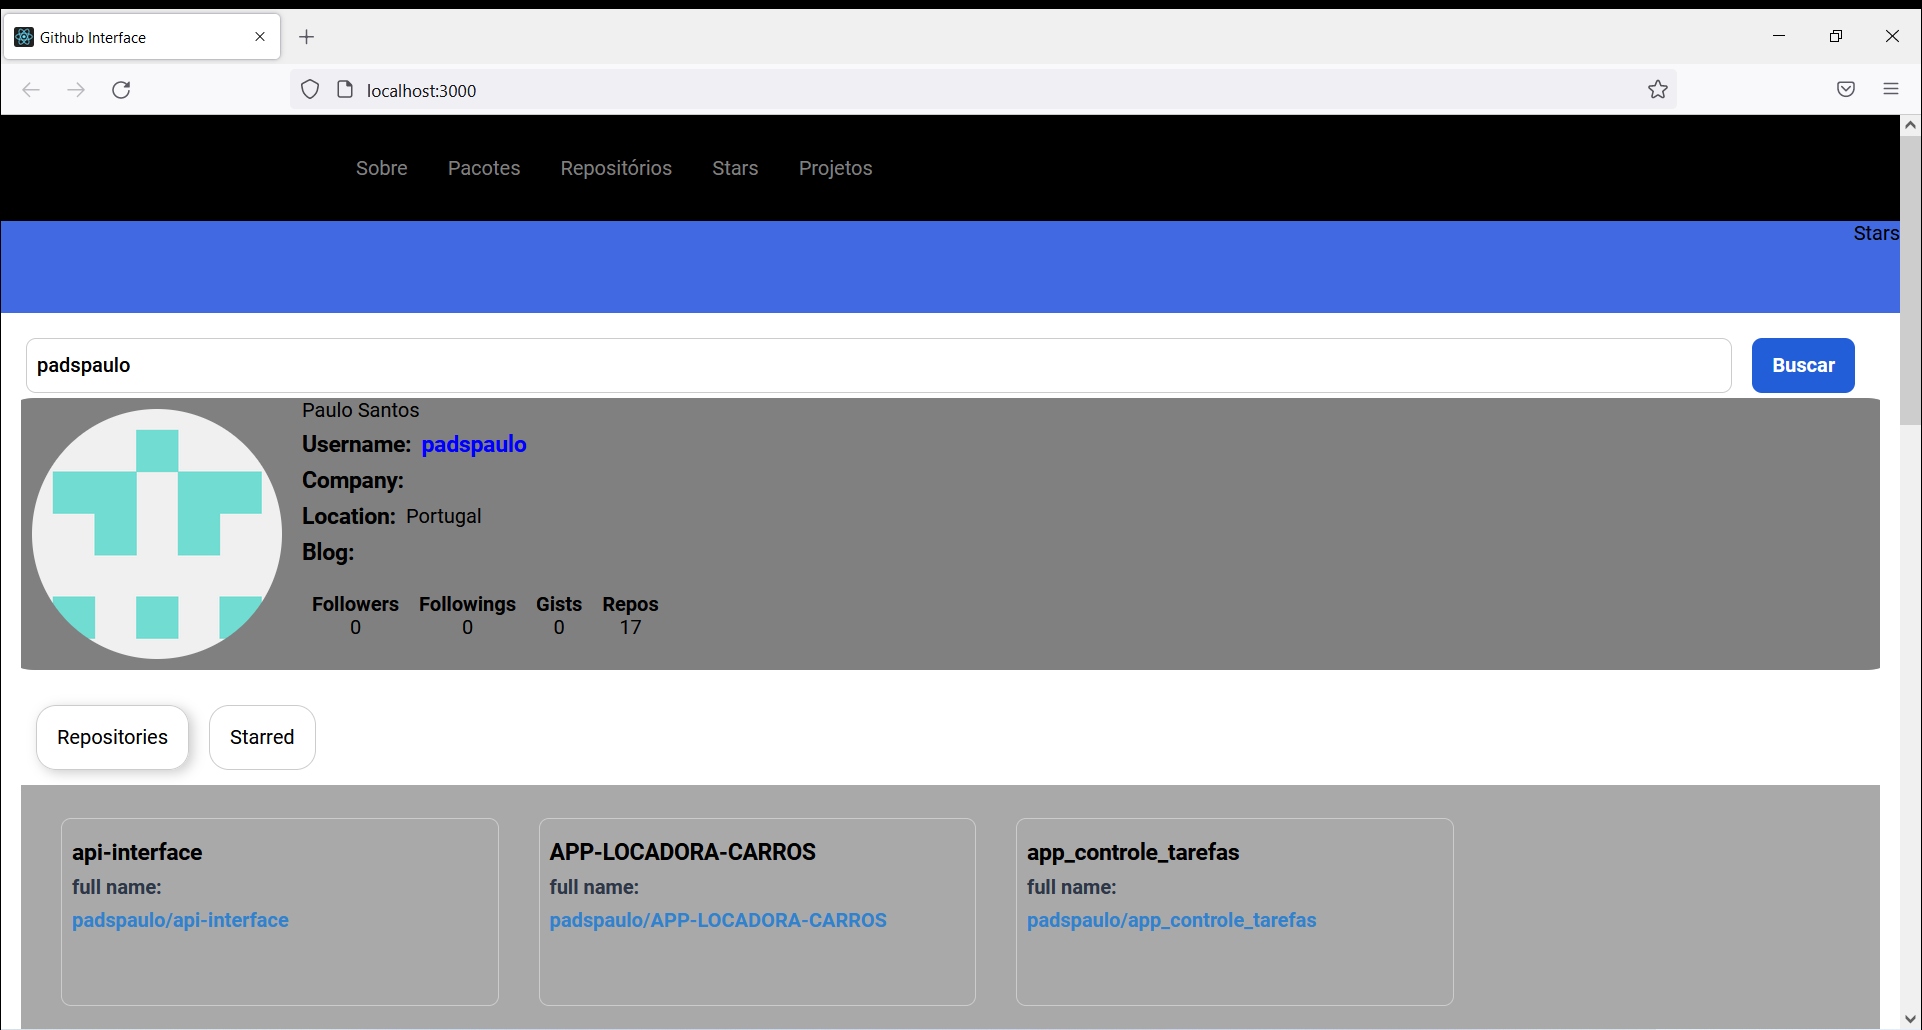 Github Interface
localhost:3000
Sobre Pacotes Repositórios Stars Projetos
Stars
padspaulo Buscar
Paulo Santos
Username: padspaulo
Company:
Location: Portugal
Blog:
Followers Followings Gists Repos
0 0 0 17
Repositories Starred
api-interface APP-LOCADORA-CARROS app_controle_tarefas
full name: full name: full name:
padspaulo/api-interface padspaulo/APP-LOCADORA-CARROS padspaulo/app_controle_tarefas